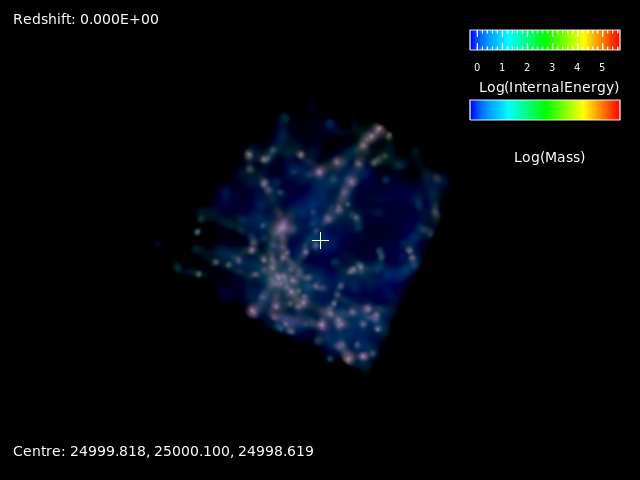 Redshift: 0.000E+00
0 1 2 3 4 5
Log(InternalEnergy)
Log(Mass)
Centre: 24999.818, 25000.100, 24998.619